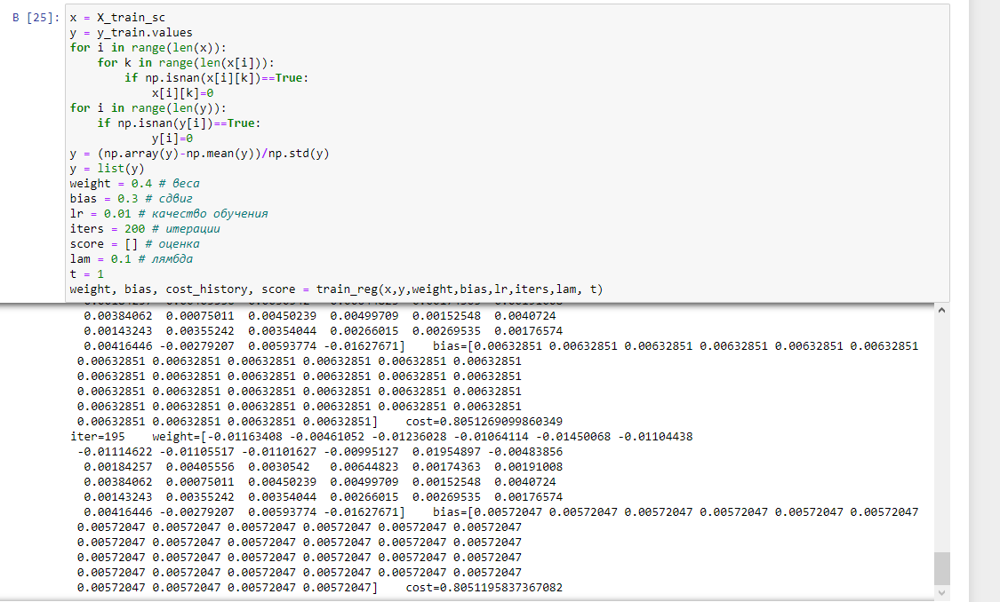 В [25]:
x = X_train_sc
y = y_train.values
for i in range(len(x)):
    for k in range(len(x[i])):
        if np.isnan(x[i][k])==True:
            x[i][k]=0
for i in range(len(y)):
    if np.isnan(y[i])==True:
            y[i]=0
y = (np.array(y)-np.mean(y))/np.std(y)
y = list(y)
weight = 0.4 # веса
bias = 0.3 # сдвиг
lr = 0.01 # качество обучения
iters = 200 # итерации
score = [] # оценка
lam = 0.1 # лямбда
t = 1
weight, bias, cost_history, score = train_reg(x,y,weight,bias,lr,iters,lam, t)
0.00384062 0.00075011 0.00450239 0.00499709 0.00152548 0.0040724
0.00143243 0.00355242 0.00354044 0.00266015 0.00269535 0.00176574
0.00416446 -0.00279207 0.00593774 -0.01627671] bias=[0.00632851 0.00632851 0.00632851 0.00632851 0.00632851 0.00632851
0.00632851 0.00632851 0.00632851 0.00632851 0.00632851 0.00632851
0.00632851 0.00632851 0.00632851 0.00632851 0.00632851 0.00632851
0.00632851 0.00632851 0.00632851 0.00632851 0.00632851 0.00632851
0.00632851 0.00632851 0.00632851 0.00632851 0.00632851 0.00632851
0.00632851 0.00632851 0.00632851 0.00632851] cost=0.8051269099860349
iter=195 weight=[-0.01163408 -0.00461052 -0.01236028 -0.01064114 -0.01450068 -0.01104438
-0.01114622 -0.01105517 -0.01101627 -0.00995127 0.01954897 -0.00483856
0.00184257 0.00405556 0.0030542 0.00644823 0.00174363 0.00191008
0.00384062 0.00075011 0.00450239 0.00499709 0.00152548 0.0040724
0.00143243 0.00355242 0.00354044 0.00266015 0.00269535 0.00176574
0.00416446 -0.00279207 0.00593774 -0.01627671] bias=[0.00572047 0.00572047 0.00572047 0.00572047 0.00572047 0.00572047
0.00572047 0.00572047 0.00572047 0.00572047 0.00572047 0.00572047
0.00572047 0.00572047 0.00572047 0.00572047 0.00572047 0.00572047
0.00572047 0.00572047 0.00572047 0.00572047 0.00572047 0.00572047
0.00572047 0.00572047 0.00572047 0.00572047 0.00572047 0.00572047
0.00572047 0.00572047 0.00572047 0.00572047] cost=0.8051195837367082